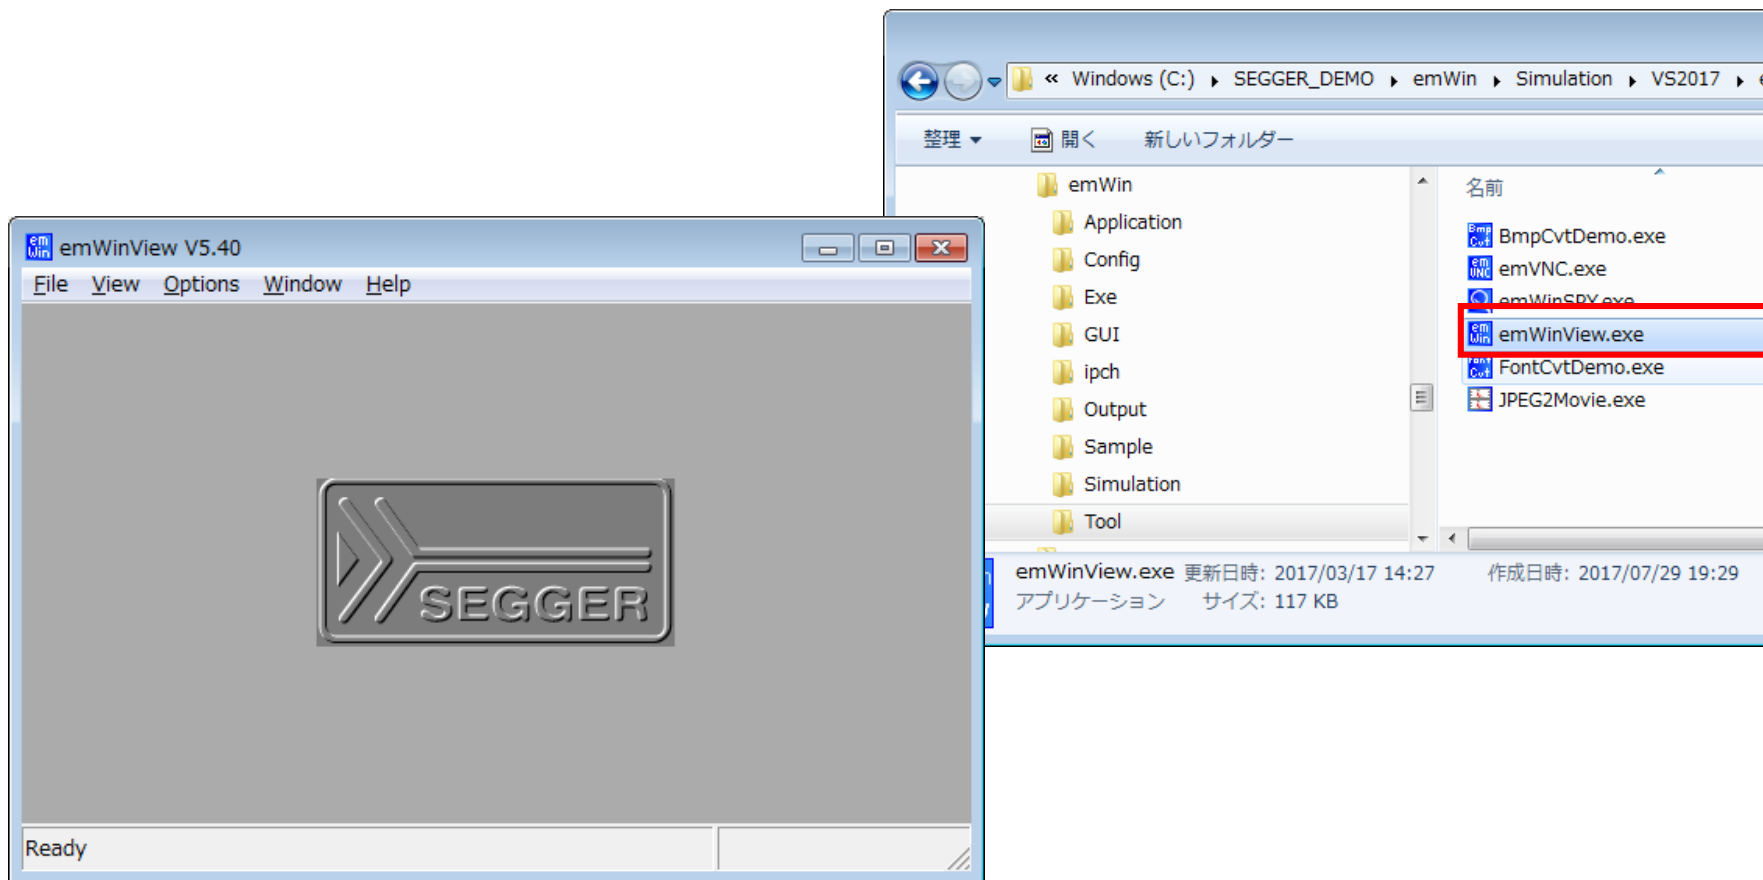 « Windows (C:) ▸ SEGGER_DEMO ▸ emWin ▸ Simulation ▸ VS2017 ▸
整理 開く 新しいフォルダー
emWin
Application
Config
Exe
GUI
ipch
Output
Sample
Simulation
Tool
名前
BmpCvtDemo.exe
emVNC.exe
emWinSPY.exe
emWinView.exe
FontCvtDemo.exe
JPEG2Movie.exe
emWinView.exe 更新日時: 2017/03/17 14:27 作成日時: 2017/07/29 19:29
アプリケーション サイズ: 117 KB
emWinView V5.40
File View Options Window Help
SEGGER
Ready